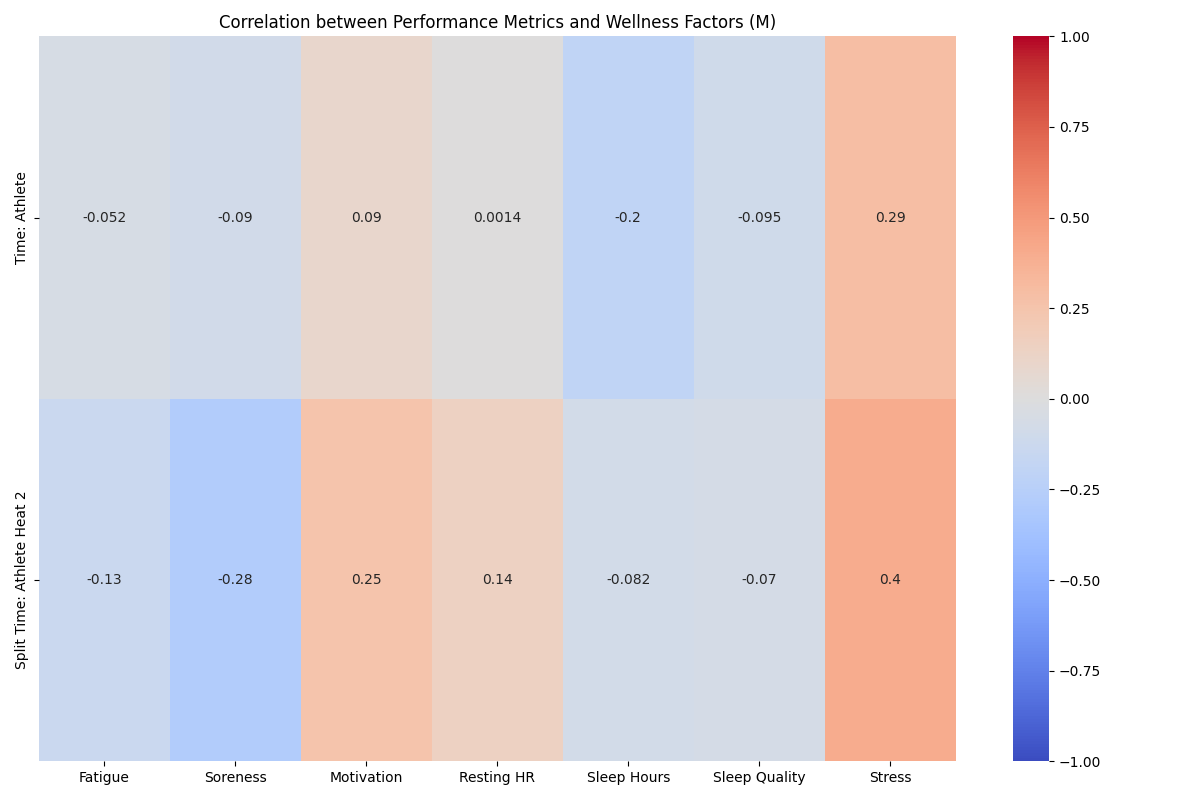 Correlation between Performance Metrics and Wellness Factors (M)
Time: Athlete
-0.052 -0.09 0.09 0.0014 -0.2 -0.095 0.29
Split Time: Athlete Heat 2
-0.13 -0.28 0.25 0.14 -0.082 -0.07 0.4
Fatigue Soreness Motivation Resting HR Sleep Hours Sleep Quality Stress
1.00
0.75
0.50
0.25
0.00
−0.25
−0.50
−0.75
−1.00